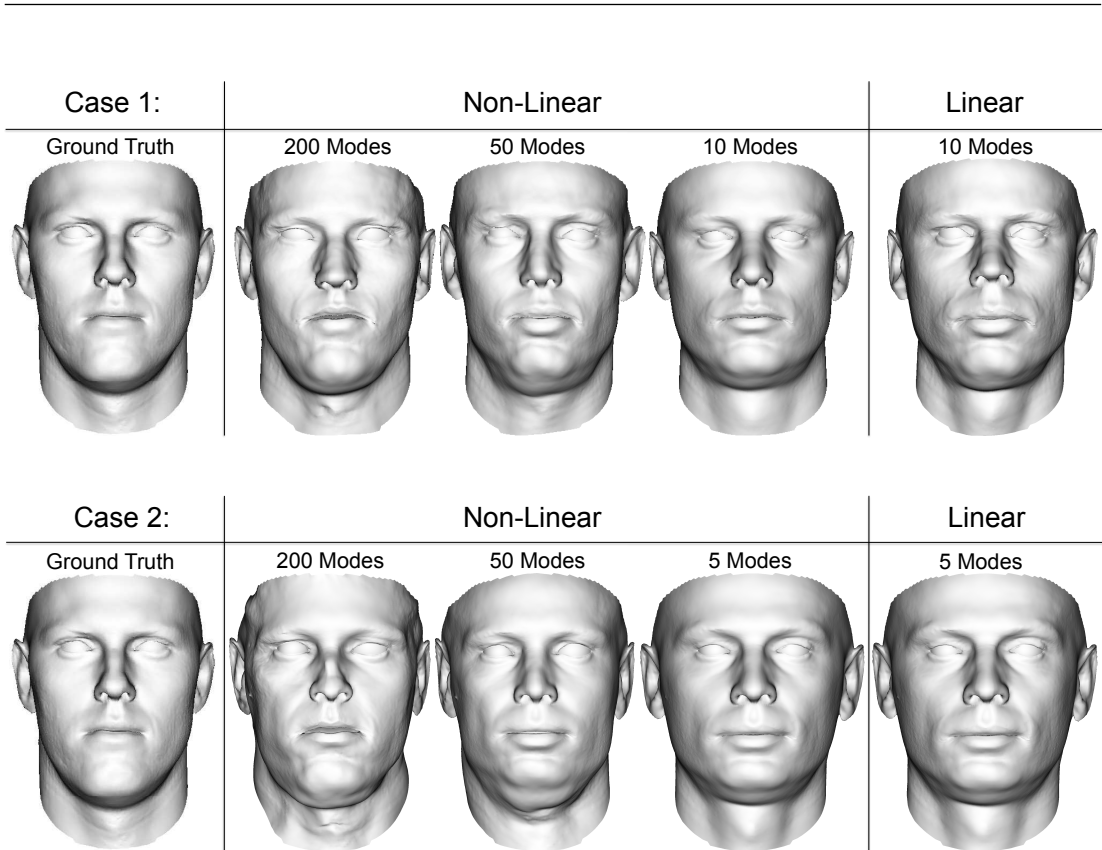 Case 1: Non-Linear Linear
Ground Truth 200 Modes 50 Modes 10 Modes 10 Modes
Case 2: Non-Linear Linear
Ground Truth 200 Modes 50 Modes 5 Modes 5 Modes